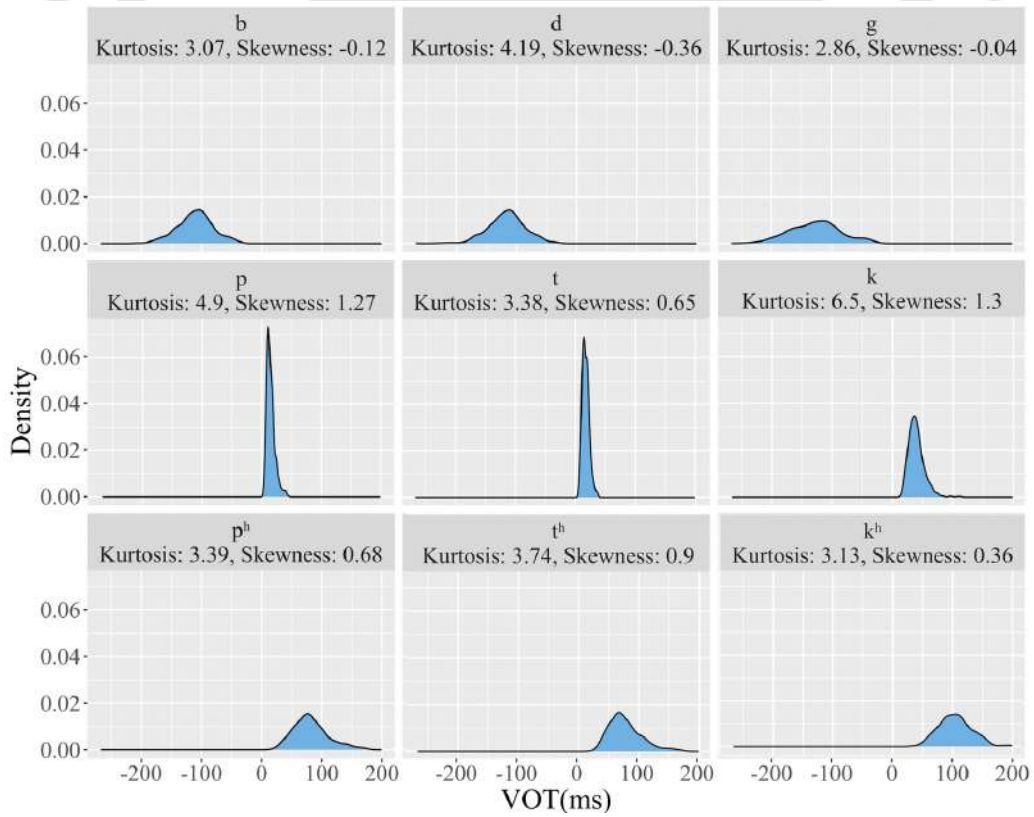 b
Kurtosis: 3.07, Skewness: -0.12
d
Kurtosis: 4.19, Skewness: -0.36
g
Kurtosis: 2.86, Skewness: -0.04
0.06
0.04
0.02
0.00
p
Kurtosis: 4.9, Skewness: 1.27
t
Kurtosis: 3.38, Skewness: 0.65
k
Kurtosis: 6.5, Skewness: 1.3
0.06
0.04
0.02
0.00
Density
pʰ
Kurtosis: 3.39, Skewness: 0.68
tʰ
Kurtosis: 3.74, Skewness: 0.9
kʰ
Kurtosis: 3.13, Skewness: 0.36
0.06
0.04
0.02
0.00
-200 -100 0 100 200
-200 -100 0 100 200
-200 -100 0 100 200
VOT(ms)